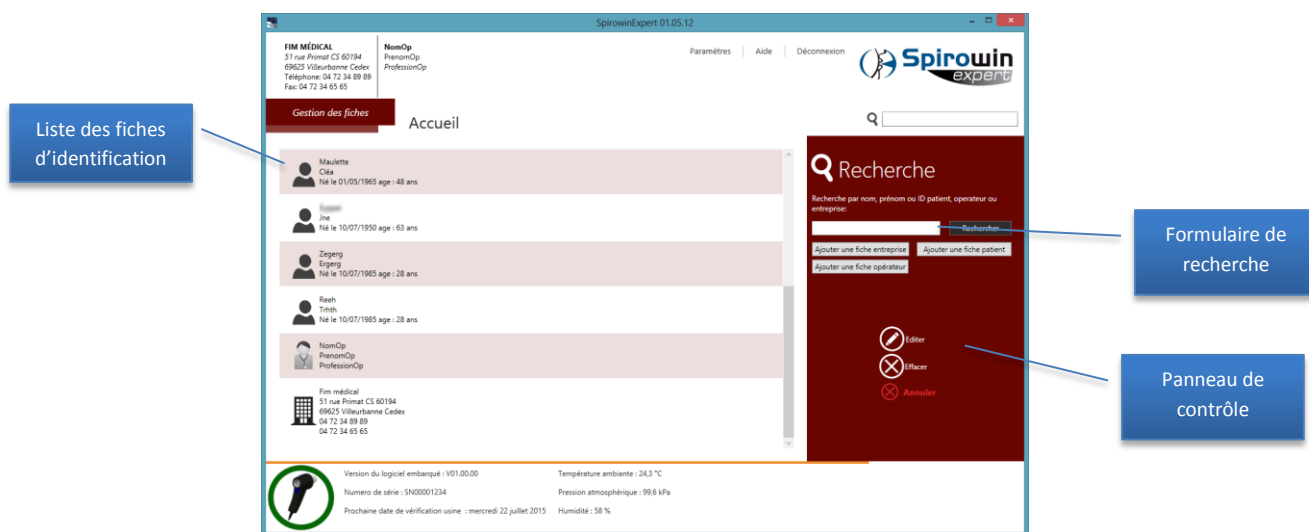 SpirowinExpert 01.05.12
FIM MÉDICAL
51 rue Primat CS 60194
69625 Villeurbanne Cedex
Téléphone: 04 72 34 89 89
Fax: 04 72 34 65 65
NomOp
PrenomOp
ProfessionOp
Paramètres
Aide
Déconnexion
Spirowin
expert
Gestion des fiches
Accueil
Liste des fiches
d'identification
Maulette
Cléa
Né le 01/05/1965 age : 48 ans
Jne
Né le 10/07/1950 age : 63 ans
Zegerg
Ergerg
Né le 10/07/1985 age : 28 ans
Reeh
Trhth
Né le 10/07/1985 age : 28 ans
NomOp
PrenomOp
ProfessionOp
Fim médical
51 rue Primat CS 60194
69625 Villeurbanne Cedex
04 72 34 89 89
04 72 34 65 65
Recherche
Recherche par nom, prénom ou ID patient, operateur ou
entreprise:
Rechercher
Ajouter une fiche entreprise
Ajouter une fiche patient
Ajouter une fiche opérateur
Editer
Effacer
Annuler
Formulaire de
recherche
Panneau de
contrôle
Version du logiciel embarqué : V01.00.00
Numero de série : SN00001234
Prochaine date de vérification usine : mercredi 22 juillet 2015
Température ambiante : 24,3 °C
Pression atmosphérique : 99,6 kPa
Humidité : 58 %